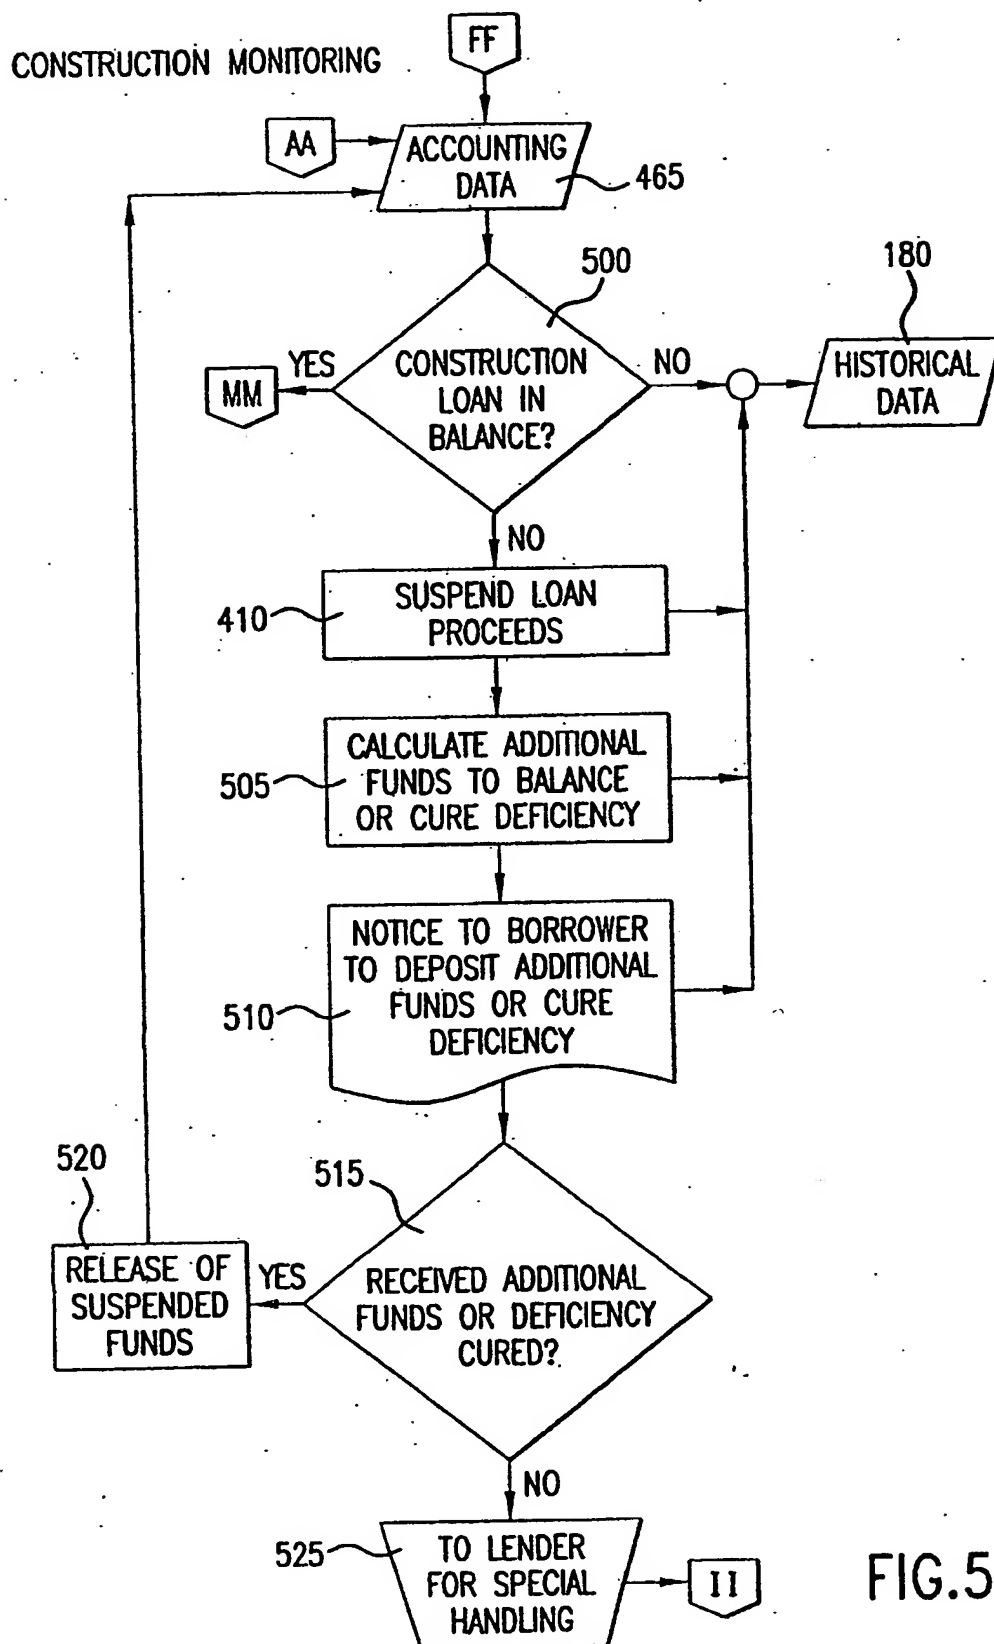 FF
CONSTRUCTION MONITORING
AA
ACCOUNTING
DATA
465
500
180
YES
CONSTRUCTION
LOAN IN
BALANCE?
NO
HISTORICAL
DATA
MM
NO
410
SUSPEND LOAN
PROCEEDS
505
CALCULATE ADDITIONAL
FUNDS TO BALANCE
OR CURE DEFICIENCY
510
NOTICE TO BORROWER
TO DEPOSIT ADDITIONAL
FUNDS OR CURE
DEFICIENCY
520
515
RELEASE OF
SUSPENDED
FUNDS
YES
RECEIVED ADDITIONAL
FUNDS OR DEFICIENCY
CURED?
NO
525
TO LENDER
FOR SPECIAL
HANDLING
II
FIG.5